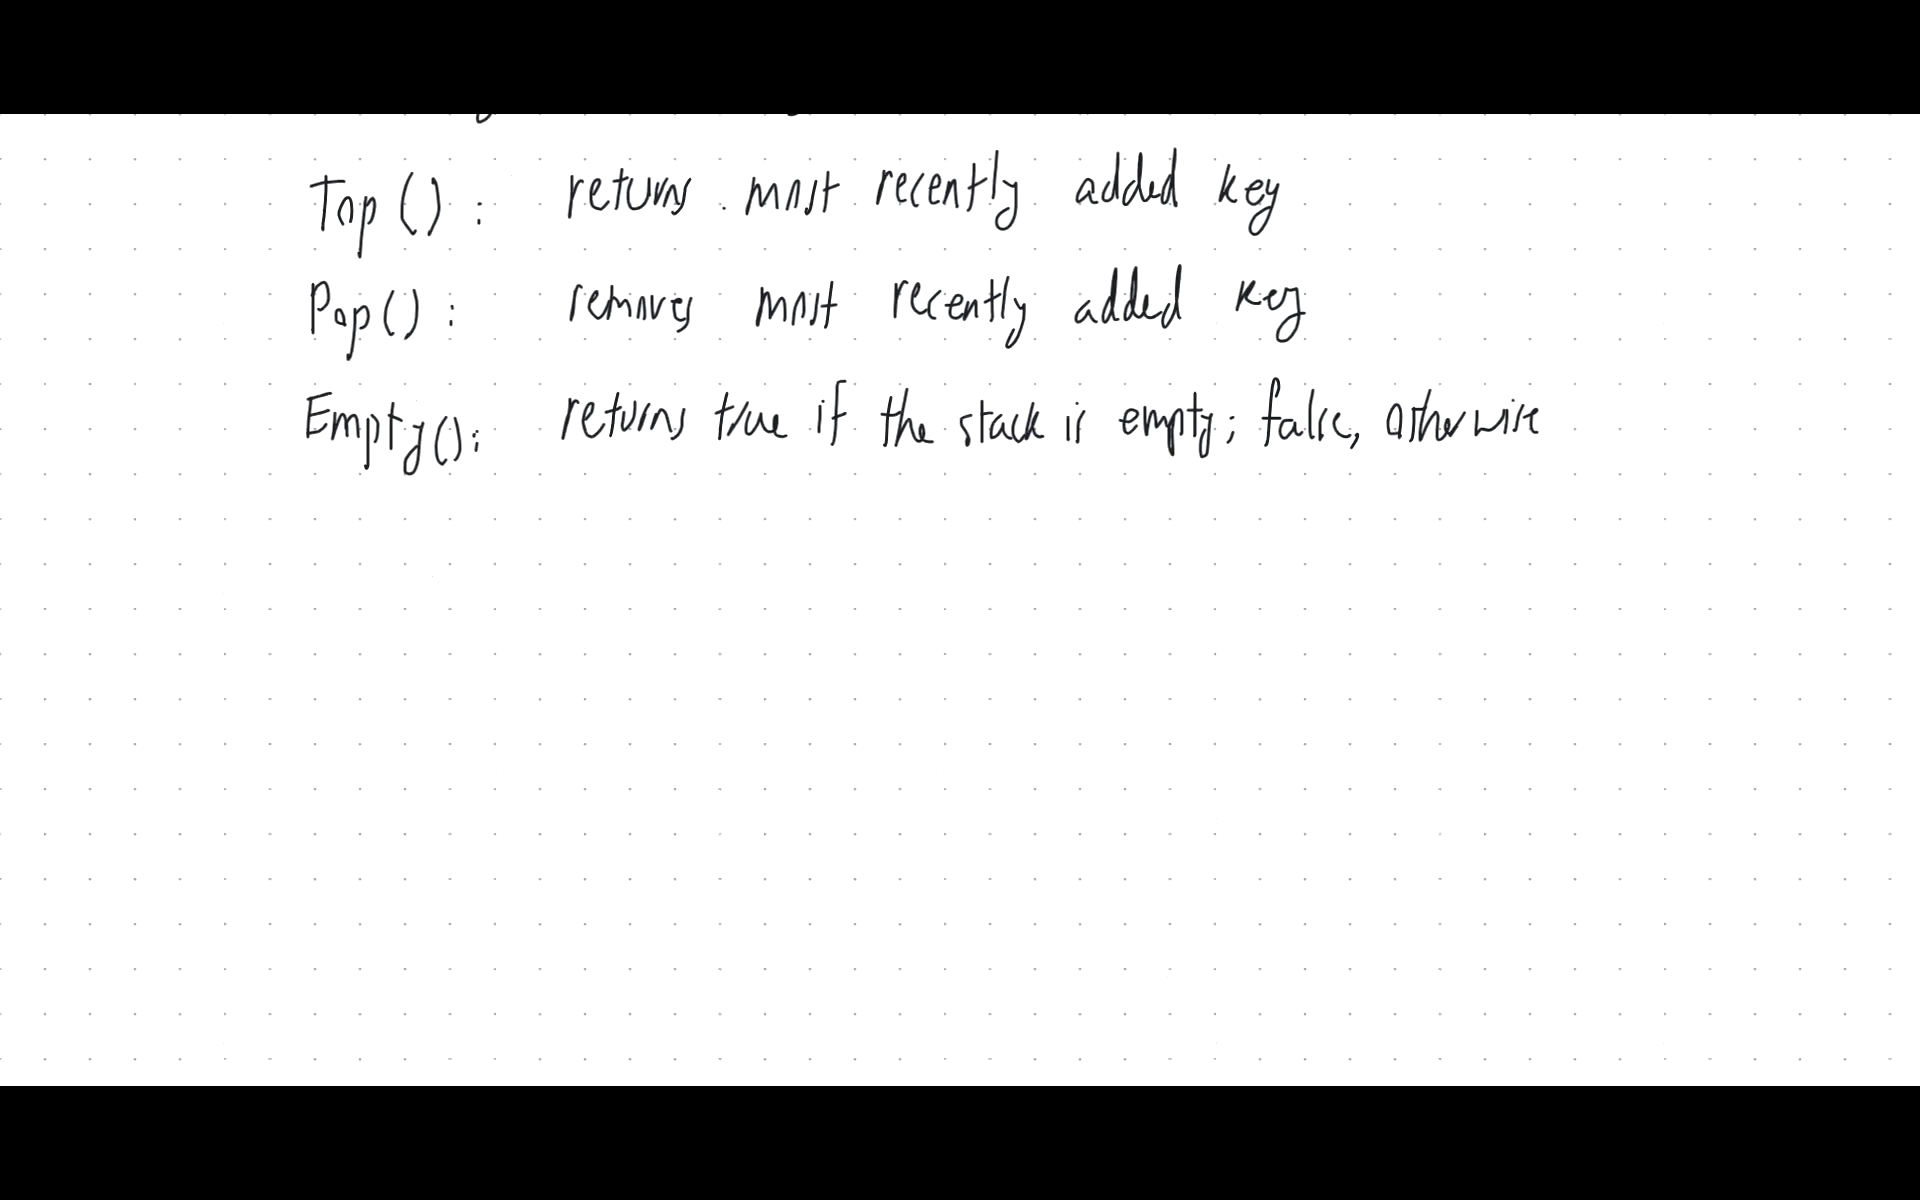 Top(): returns most recently added key
Pop(): removes most recently added key
Empty(): returns true if the stack is empty; false, otherwise